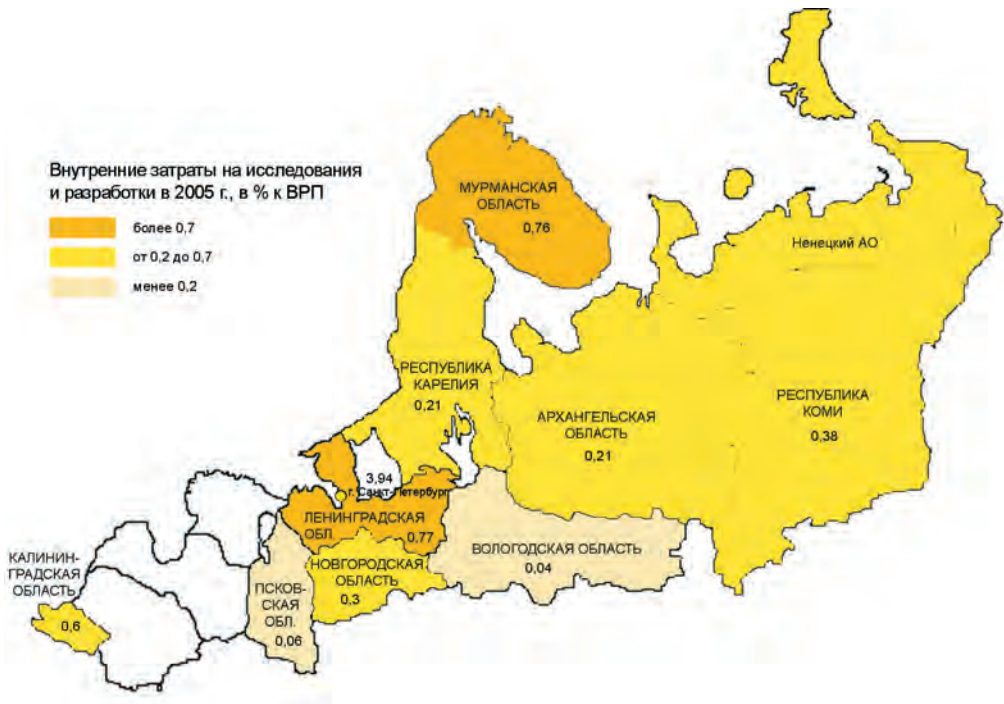 Внутренние затраты на исследования
и разработки в 2005 г., в % к ВРП
более 0,7
от 0,2 до 0,7
менее 0,2
МУРМАНСКАЯ
ОБЛАСТЬ
0,76
Ненецкий АО
РЕСПУБЛИКА
КАРЕЛИЯ
0,21
АРХАНГЕЛЬСКАЯ
ОБЛАСТЬ
0,21
РЕСПУБЛИКА
КОМИ
0,38
3,94
г. Санкт-Петербург
ЛЕНИНГРАДСКАЯ
ОБЛ.
0,77
ВОЛОГОДСКАЯ ОБЛАСТЬ
0,04
НОВГОРОДСКАЯ
ОБЛАСТЬ
0,3
ПСКОВ-
СКАЯ
ОБЛ.
0,06
КАЛИНИН-
ГРАДСКАЯ
ОБЛАСТЬ
0,6